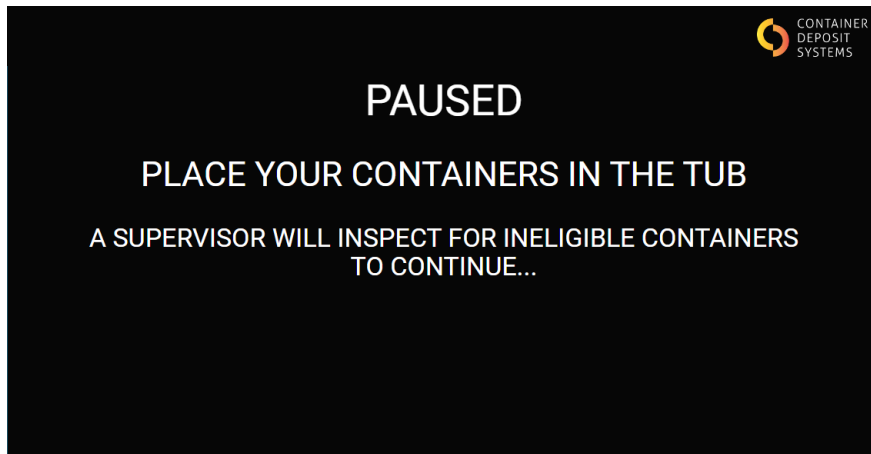 CONTAINER
DEPOSIT
SYSTEMS
PAUSED
PLACE YOUR CONTAINERS IN THE TUB
A SUPERVISOR WILL INSPECT FOR INELIGIBLE CONTAINERS
TO CONTINUE...